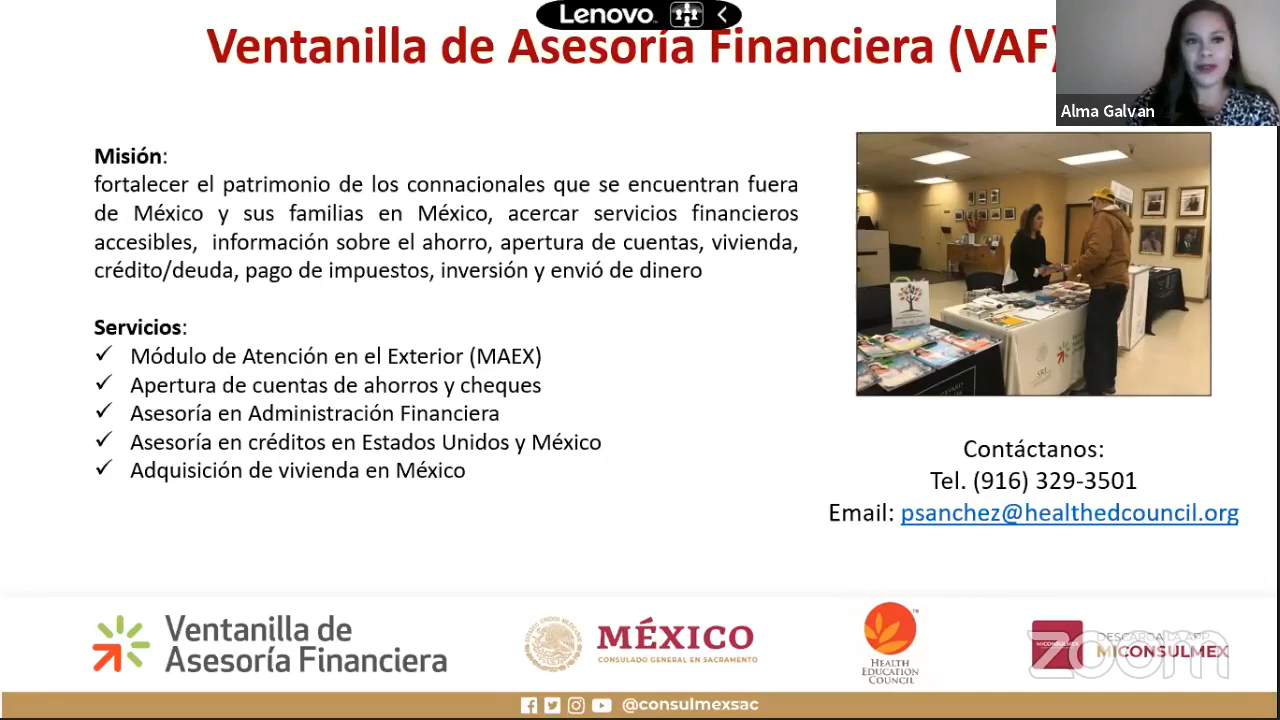 Lenovo
Ventanilla de Asesoría Financiera (VAF)
Alma Galvan
Misión:
fortalecer el patrimonio de los connacionales que se encuentran fuera
de México y sus familias en México, acercar servicios financieros
accesibles, información sobre el ahorro, apertura de cuentas, vivienda,
crédito/deuda, pago de impuestos, inversión y envió de dinero
Servicios:
✓ Módulo de Atención en el Exterior (MAEX)
✓ Apertura de cuentas de ahorros y cheques
✓ Asesoría en Administración Financiera
✓ Asesoría en créditos en Estados Unidos y México
✓ Adquisición de vivienda en México
SRE
Contáctanos:
Tel. (916) 329-3501
Email: psanchez@healthedcouncil.org
Ventanilla de
Asesoría Financiera
MÉXICO
CONSULADO GENERAL EN SACRAMENTO
HEALTH
EDUCATION
COUNCIL
DESCARGA LA APP
MICONSULMEX
zoom
@consulmexsac